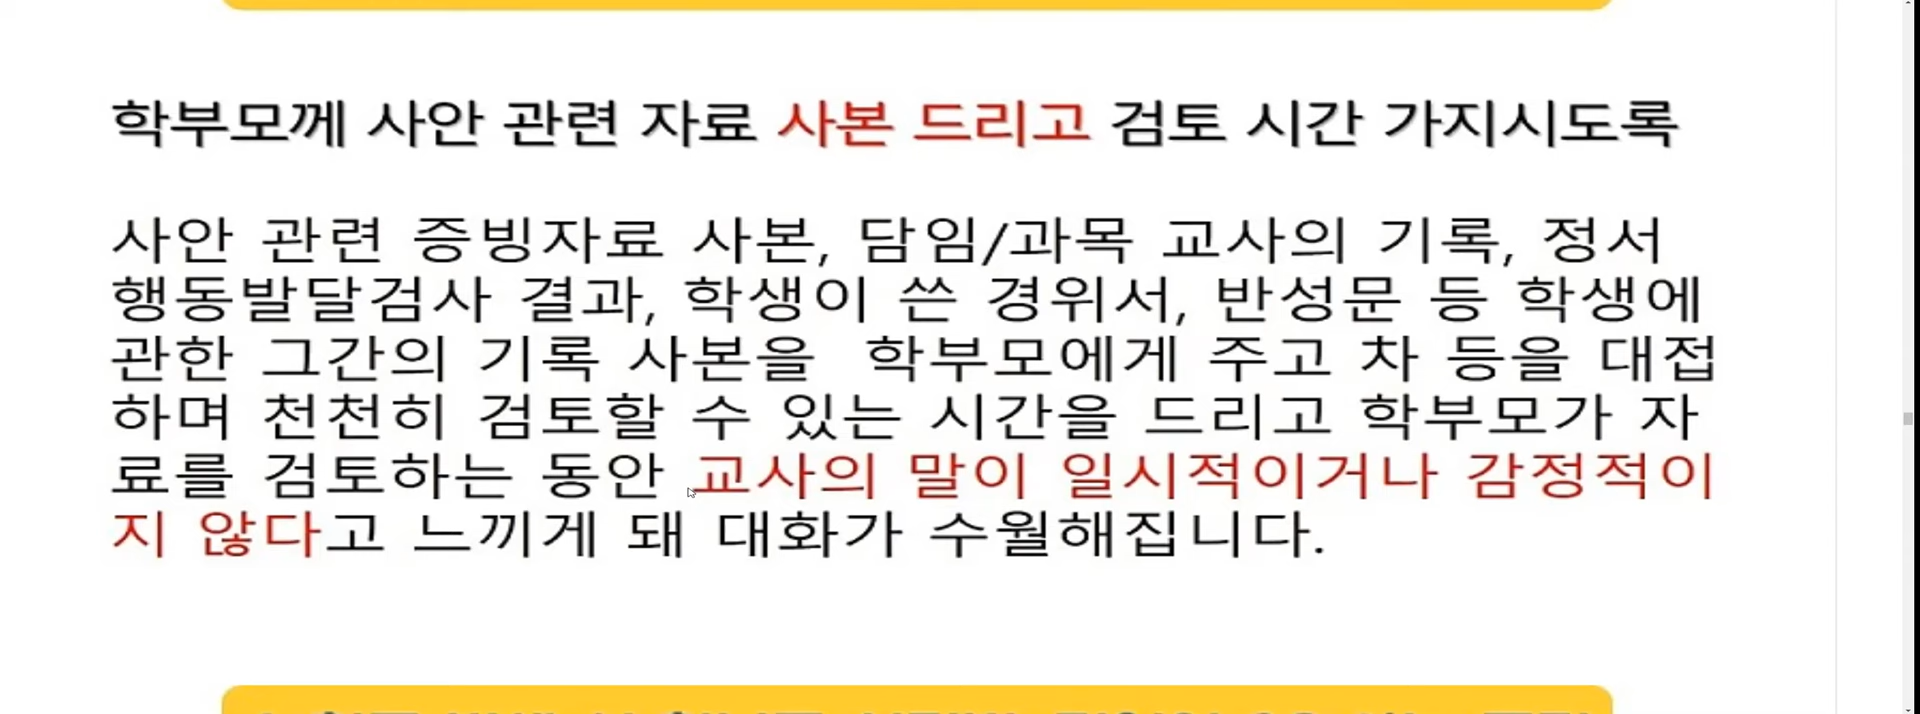 학부모께 사안 관련 자료 사본 드리고 검토 시간 가지시도록
사안 관련 증빙자료 사본, 담임/과목 교사의 기록, 정서
행동발달검사 결과, 학생이 쓴 경위서, 반성문 등 학생에
관한 그간의 기록 사본을 학부모에게 주고 차 등을 대접
하며 천천히 검토할 수 있는 시간을 드리고 학부모가 자
료를 검토하는 동안 교사의 말이 일시적이거나 감정적이
지 않다고 느끼게 돼 대화가 수월해집니다.